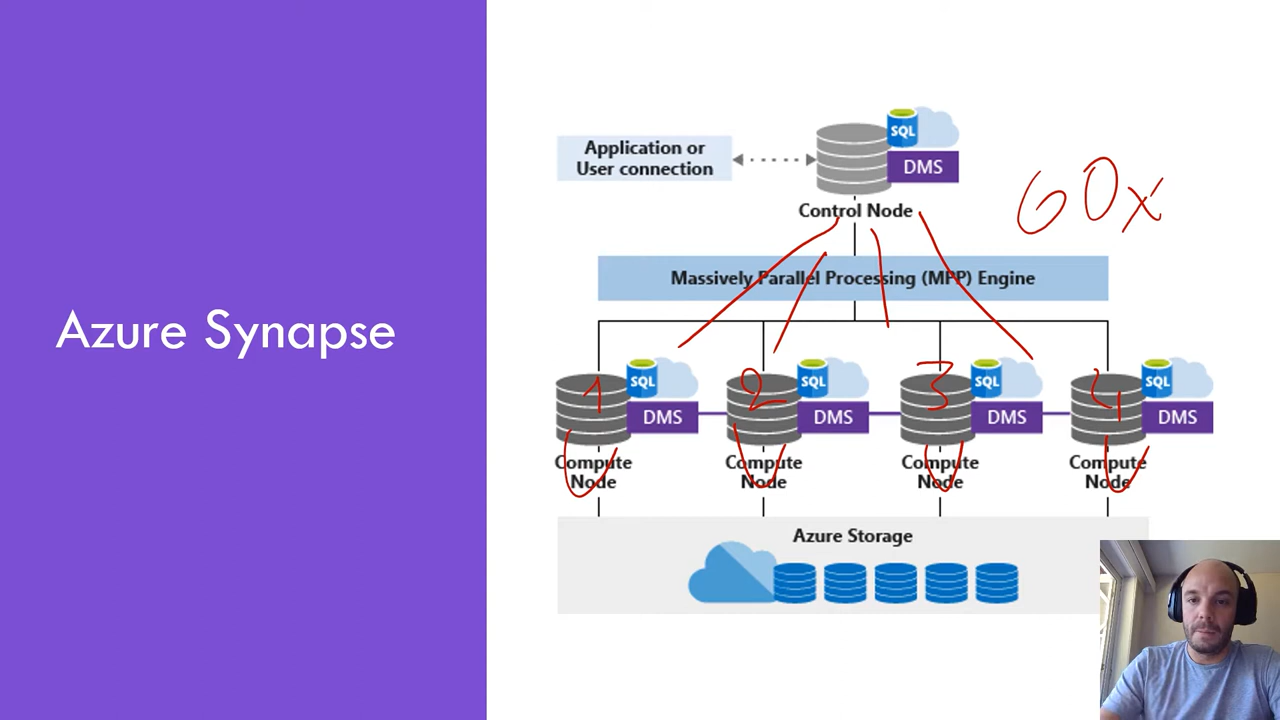 Azure Synapse
Application or
User connection
SQL
DMS
Control Node
60x
Massively Parallel Processing (MPP) Engine
1
SQL
DMS
2
SQL
DMS
3
SQL
DMS
4
SQL
DMS
Compute
Node
Compute
Node
Compute
Node
Compute
Node
Azure Storage